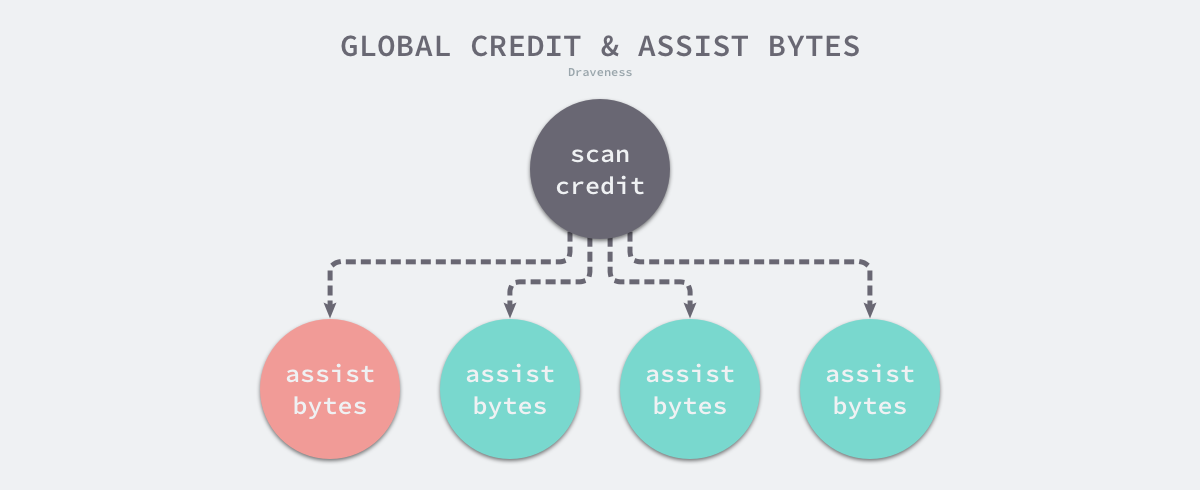 GLOBAL CREDIT & ASSIST BYTES
Draveness
scan
credit
assist
bytes
assist
bytes
assist
bytes
assist
bytes